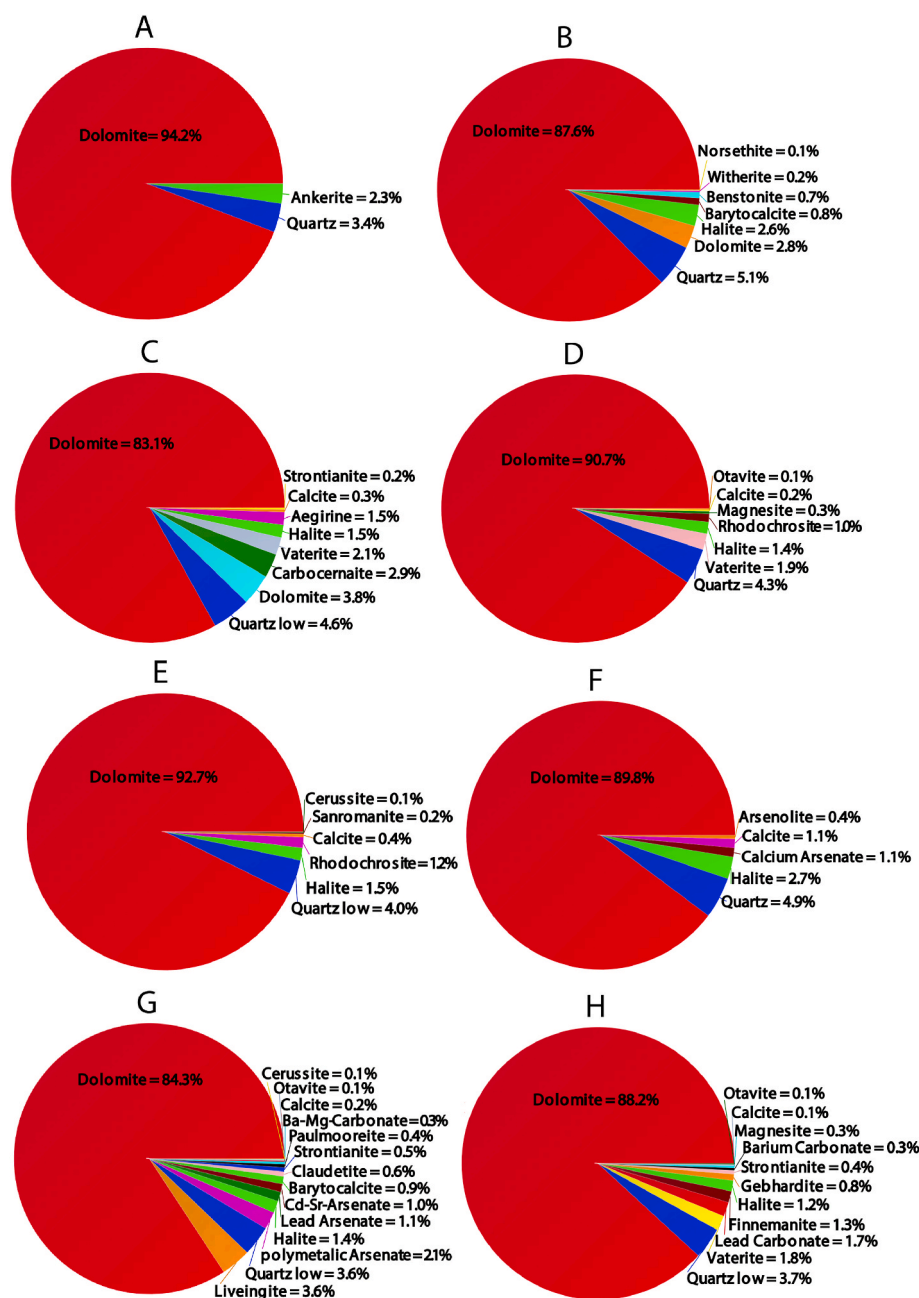 A
Dolomite = 94.2%
Ankerite = 2.3%
Quartz = 3.4%
B
Dolomite = 87.6%
Norsethite = 0.1%
Witherite = 0.2%
Benstonite = 0.7%
Barytocalcite = 0.8%
Halite = 2.6%
Dolomite = 2.8%
Quartz = 5.1%
C
Dolomite = 83.1%
Strontianite = 0.2%
Calcite = 0.3%
Aegirine = 1.5%
Halite = 1.5%
Vaterite = 2.1%
Carbocernaite = 2.9%
Dolomite = 3.8%
Quartz low = 4.6%
D
Dolomite = 90.7%
Otavite = 0.1%
Calcite = 0.2%
Magnesite = 0.3%
Rhodochrosite = 1.0%
Halite = 1.4%
Vaterite = 1.9%
Quartz = 4.3%
E
Dolomite = 92.7%
Cerussite = 0.1%
Sanromanite = 0.2%
Calcite = 0.4%
Rhodochrosite = 12%
Halite = 1.5%
Quartz low = 4.0%
F
Dolomite = 89.8%
Arsenolite = 0.4%
Calcite = 1.1%
Calcium Arsenate = 1.1%
Halite = 2.7%
Quartz = 4.9%
G
Dolomite = 84.3%
Cerussite = 0.1%
Otavite = 0.1%
Calcite = 0.2%
Ba-Mg-Carbonate = 0.3%
Paulmooreite = 0.4%
Strontianite = 0.5%
Claudetite = 0.6%
Barytocalcite = 0.9%
Cd-Sr-Arsenate = 1.0%
Lead Arsenate = 1.1%
Halite = 1.4%
polymetalic Arsenate = 2.1%
Quartz low = 3.6%
Liveingite = 3.6%
H
Dolomite = 88.2%
Otavite = 0.1%
Calcite = 0.1%
Magnesite = 0.3%
Barium Carbonate = 0.3%
Strontianite = 0.4%
Gebhardite = 0.8%
Halite = 1.2%
Finnemanite = 1.3%
Lead Carbonate = 1.7%
Vaterite = 1.8%
Quartz low = 3.7%